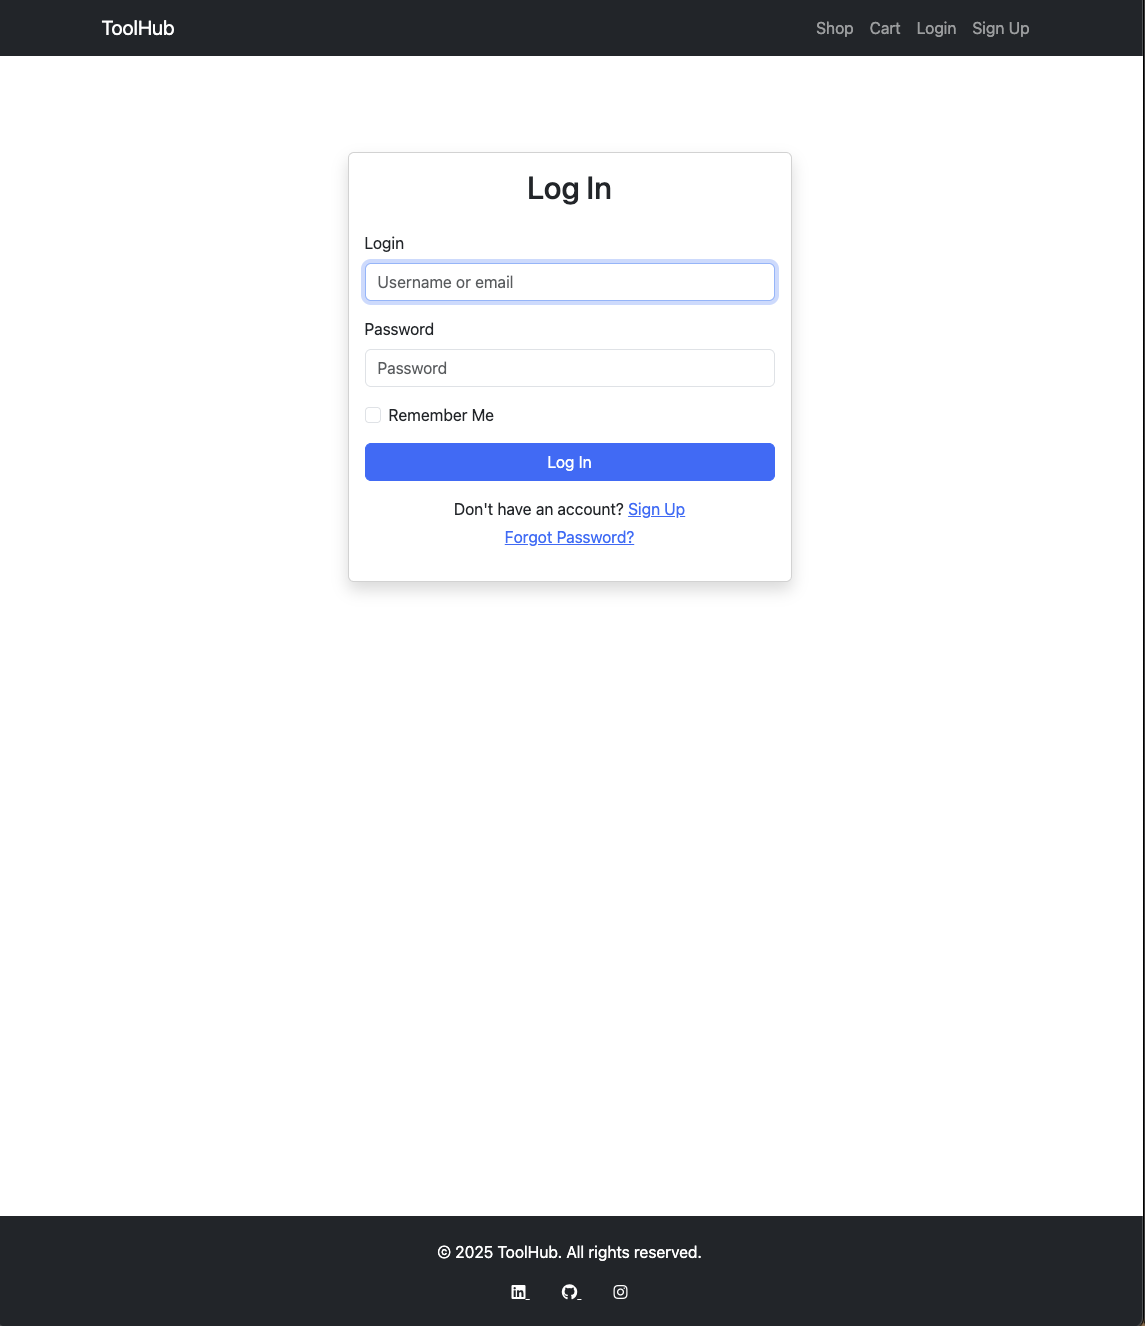 ToolHub
Shop Cart Login Sign Up
Log In
Login
Username or email
Password
Password
Remember Me
Log In
Don't have an account? Sign Up
Forgot Password?
© 2025 ToolHub. All rights reserved.